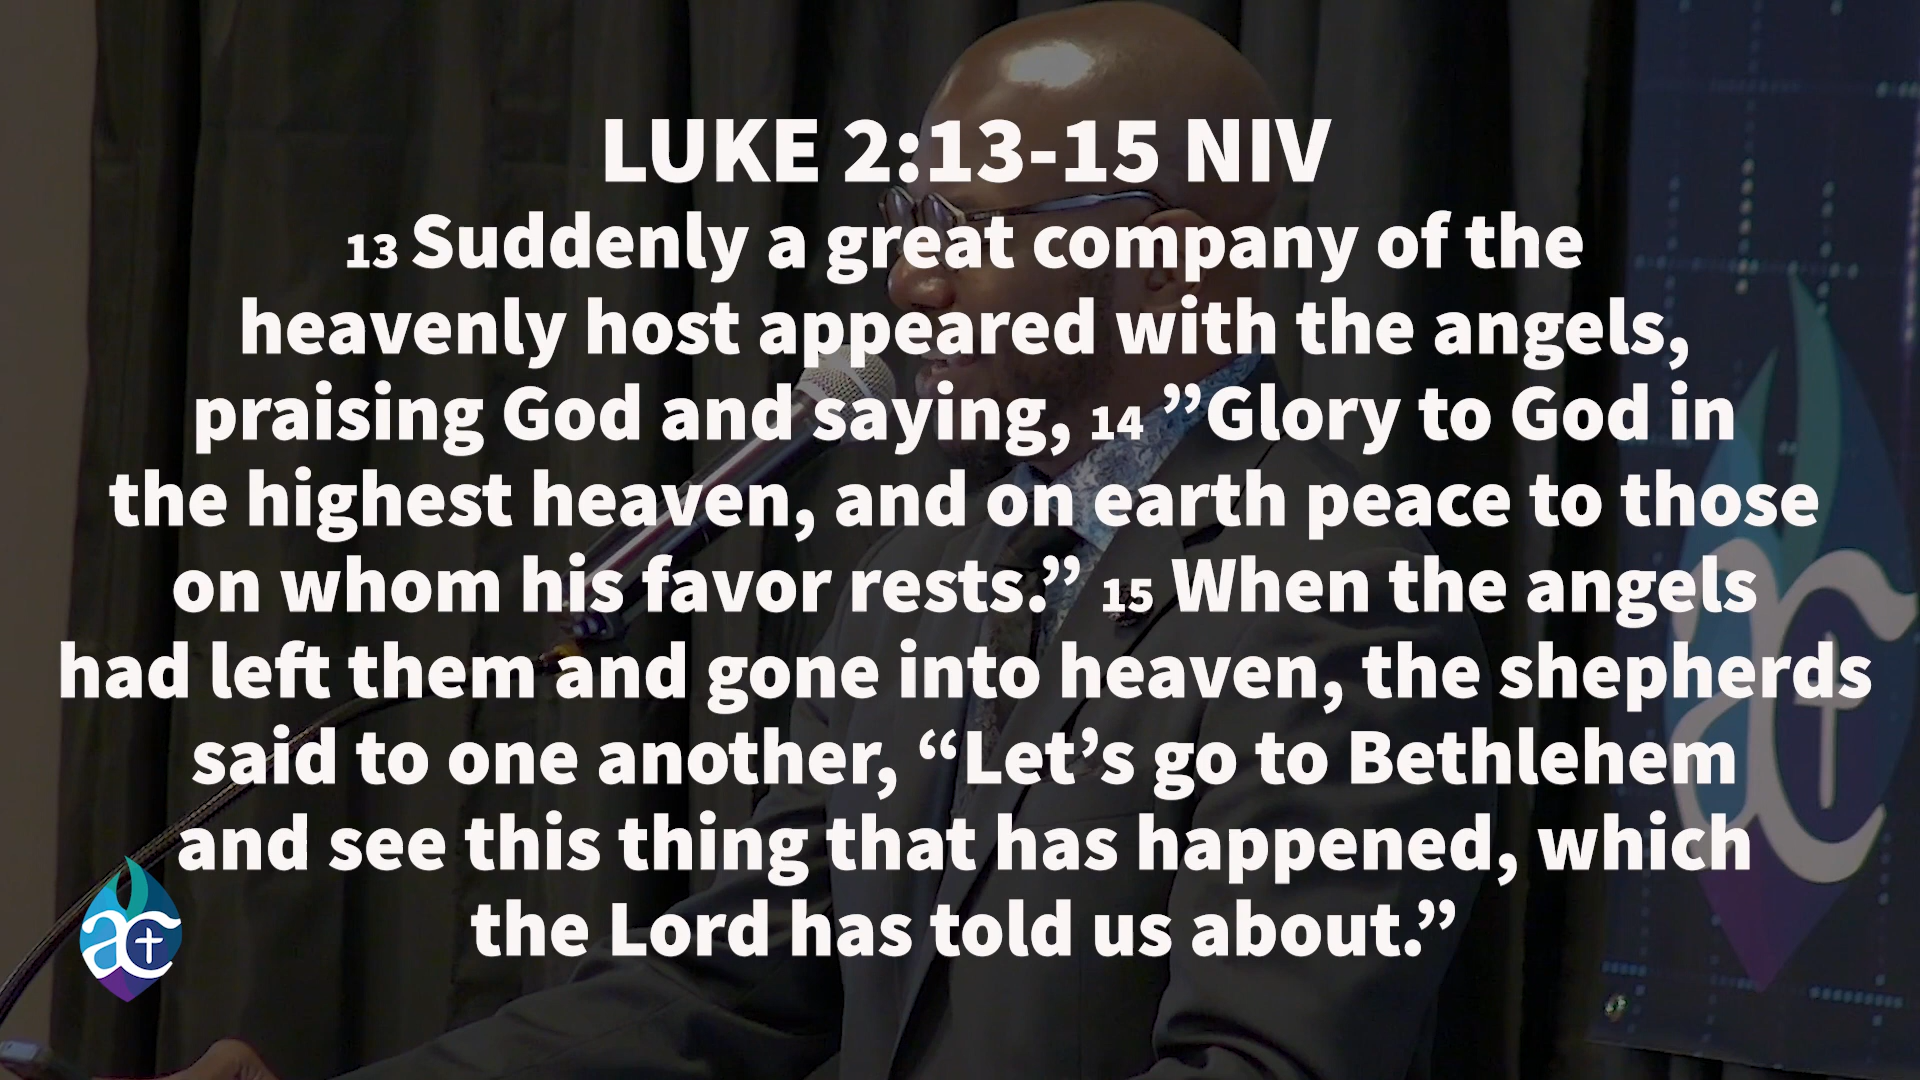 LUKE 2:13-15 NIV
13 Suddenly a great company of the
heavenly host appeared with the angels,
praising God and saying, 14 ”Glory to God in
the highest heaven, and on earth peace to those
on whom his favor rests.” 15 When the angels
had left them and gone into heaven, the shepherds
said to one another, “Let’s go to Bethlehem
and see this thing that has happened, which
the Lord has told us about.”
ac
ac